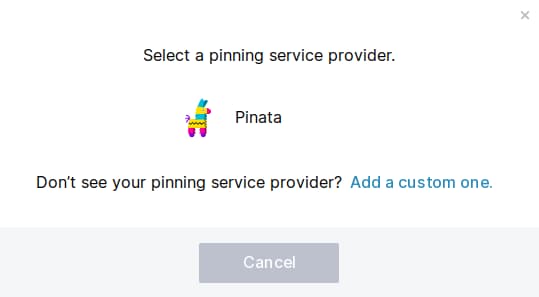 Select a pinning service provider.
Pinata
Don't see your pinning service provider? Add a custom one.
Cancel